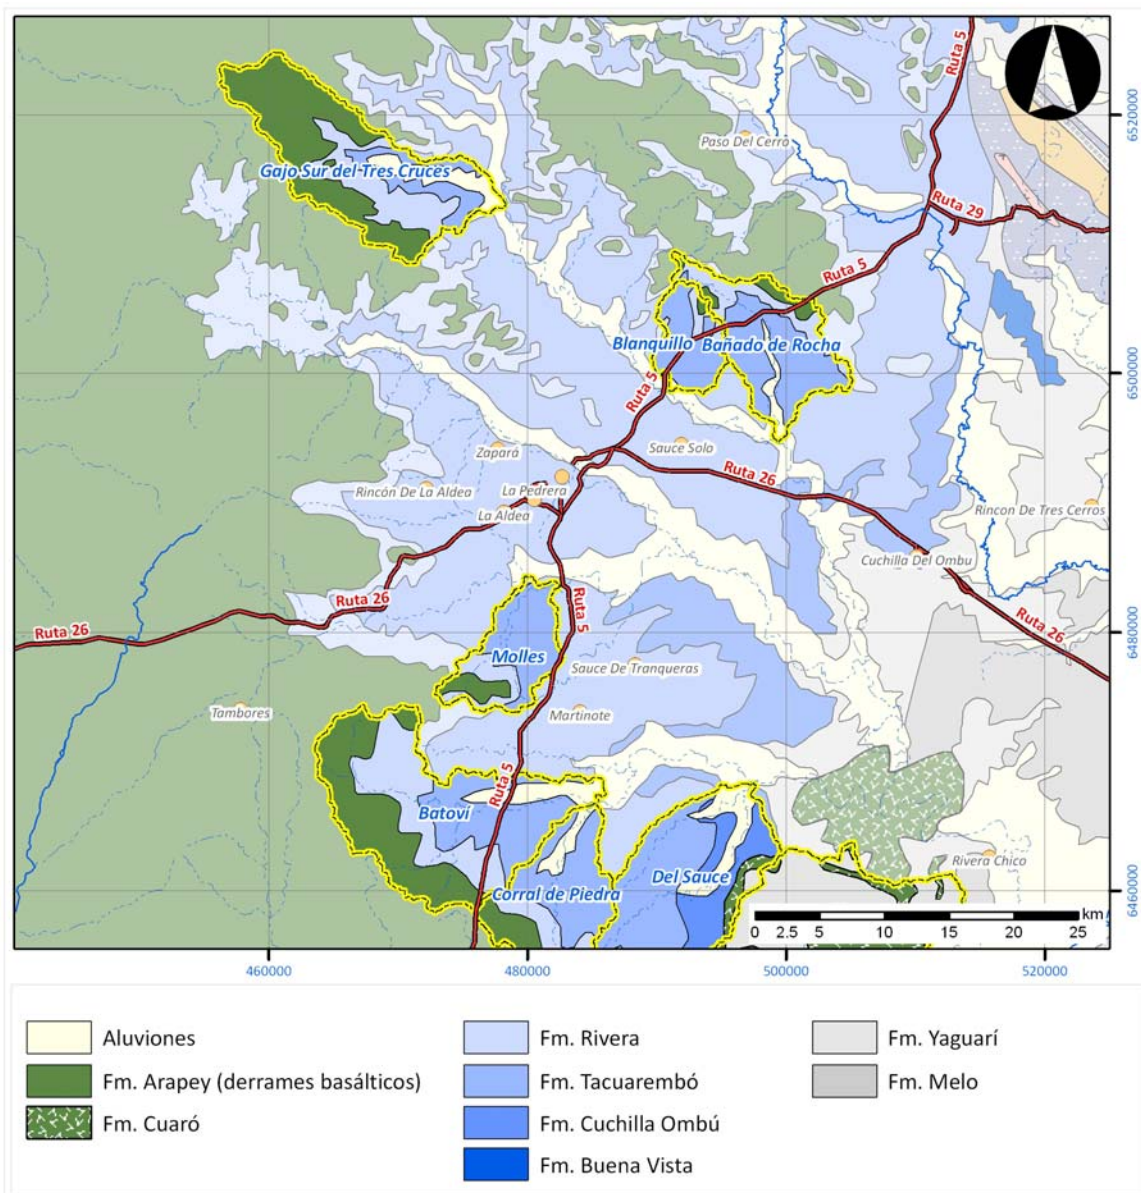 Ruta 5
6520000
Paso Del Cerro
Gajo Sur del Tres Cruces
Ruta 29
Ruta 5
Blanquillo
Bañado de Rocha
6500000
Ruta 5
Zapará
Sauce Solo
Ruta 26
Rincón De La Aldea
La Pedrera
La Aldea
Rincon De Tres Cerros
Cuchilla Del Ombu
Ruta 26
Ruta 5
Ruta 26
Ruta 26
6480000
Molles
Sauce De Tranqueras
Tambores
Martinote
Ruta 5
Batoví
Rivera Chico
Del Sauce
Corral de Piedra
6460000
km
0 2.5 5 10 15 20 25
460000 480000 500000 520000
Aluviones
Fm. Arapey (derrames basálticos)
Fm. Cuaró
Fm. Rivera
Fm. Tacuarembó
Fm. Cuchilla Ombú
Fm. Buena Vista
Fm. Yaguarí
Fm. Melo